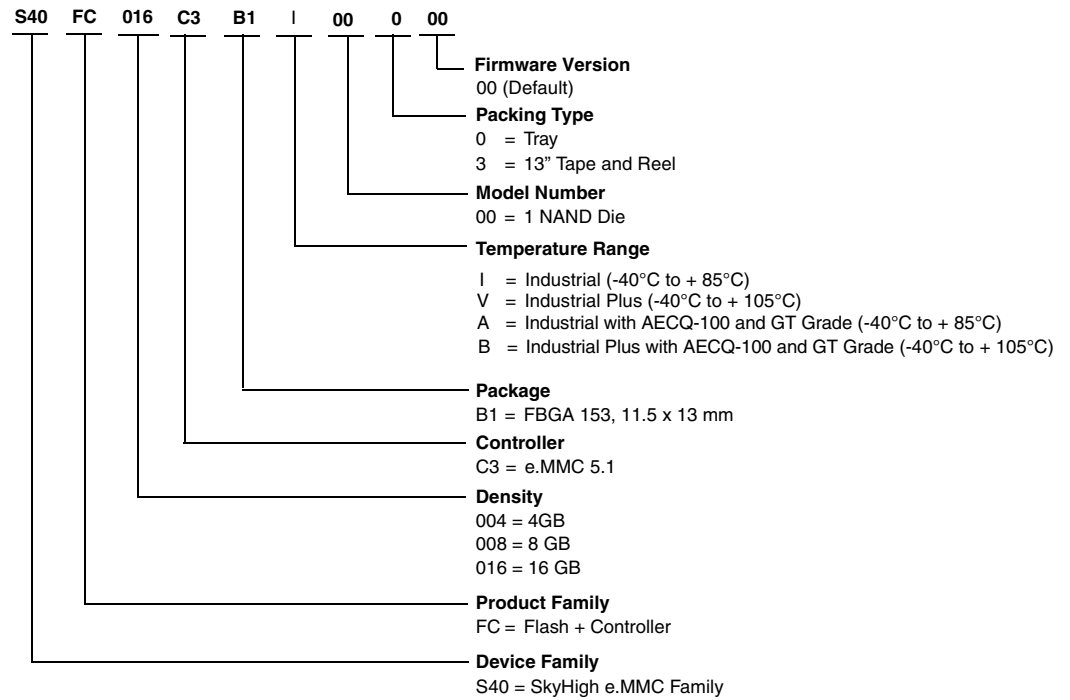 S40 FC 016 C3 B1 I 00 0 00
Firmware Version
00 (Default)
Packing Type
0 = Tray
3 = 13” Tape and Reel
Model Number
00 = 1 NAND Die
Temperature Range
I = Industrial (-40°C to + 85°C)
V = Industrial Plus (-40°C to + 105°C)
A = Industrial with AECQ-100 and GT Grade (-40°C to + 85°C)
B = Industrial Plus with AECQ-100 and GT Grade (-40°C to + 105°C)
Package
B1 = FBGA 153, 11.5 x 13 mm
Controller
C3 = e.MMC 5.1
Density
004 = 4GB
008 = 8 GB
016 = 16 GB
Product Family
FC = Flash + Controller
Device Family
S40 = SkyHigh e.MMC Family